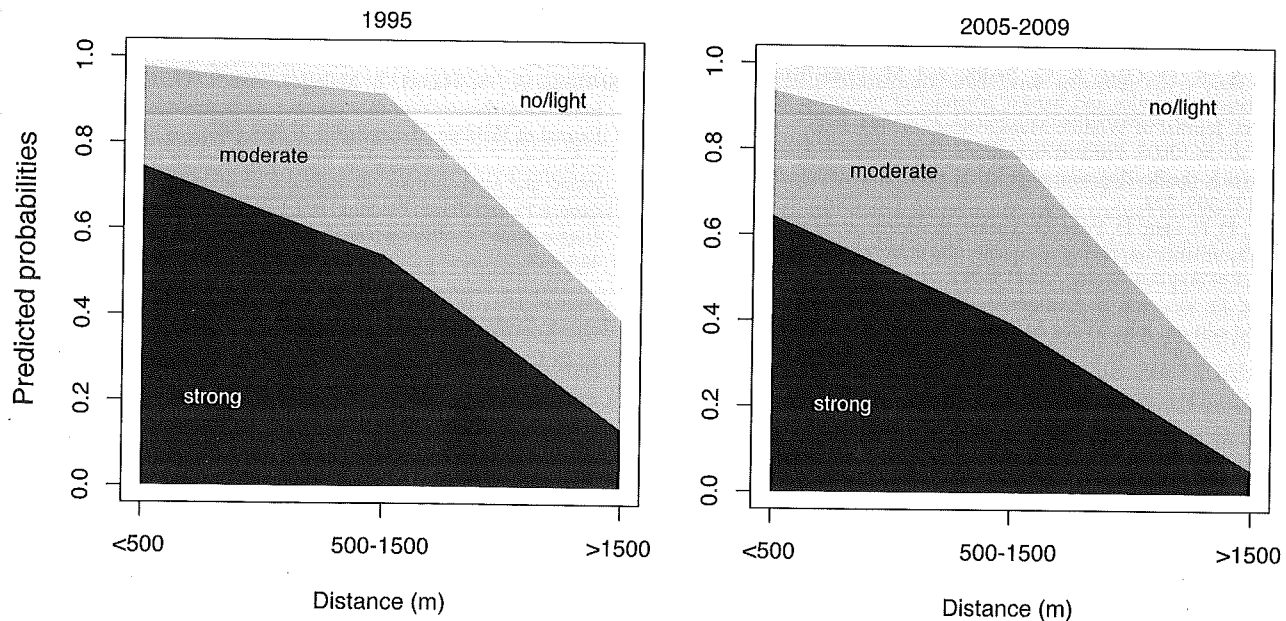 1995
Predicted probabilities
1.0
0.8
0.6
0.4
0.2
0.0
no/light
moderate
strong
<500
500-1500
>1500
Distance (m)
2005-2009
1.0
0.8
0.6
0.4
0.2
0.0
no/light
moderate
strong
<500
500-1500
>1500
Distance (m)